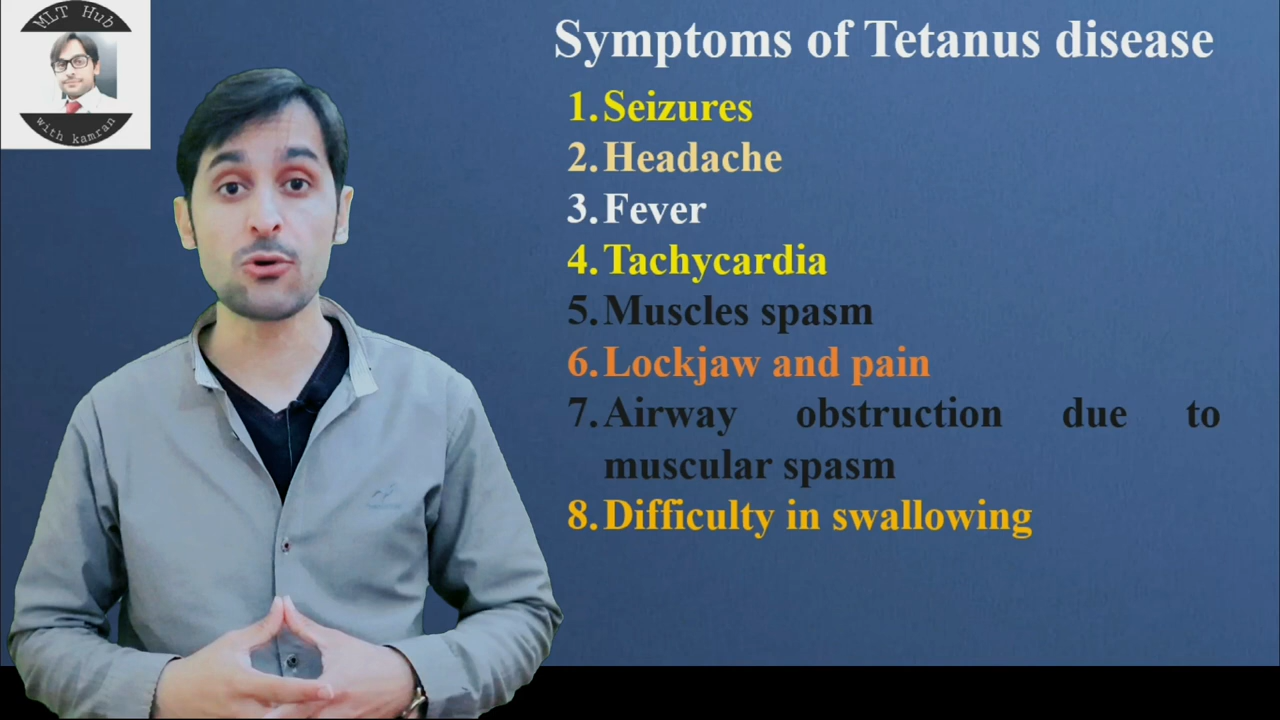 MLT Hub
with kamran
Symptoms of Tetanus disease
1. Seizures
2. Headache
3. Fever
4. Tachycardia
5. Muscles spasm
6. Lockjaw and pain
7. Airway obstruction due to
muscular spasm
8. Difficulty in swallowing